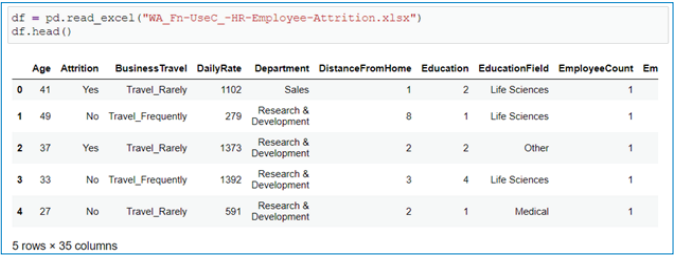 df = pd.read_excel("WA_Fn-UseC_-HR-Employee-Attrition.xlsx")
df.head()
Age Attrition BusinessTravel DailyRate Department DistanceFromHome Education EducationField EmployeeCount Em
0 41 Yes Travel_Rarely 1102 Sales 1 2 Life Sciences 1
1 49 No Travel_Frequently 279 Research & Development 8 1 Life Sciences 1
2 37 Yes Travel_Rarely 1373 Research & Development 2 2 Other 1
3 33 No Travel_Frequently 1392 Research & Development 3 4 Life Sciences 1
4 27 No Travel_Rarely 591 Research & Development 2 1 Medical 1
5 rows × 35 columns